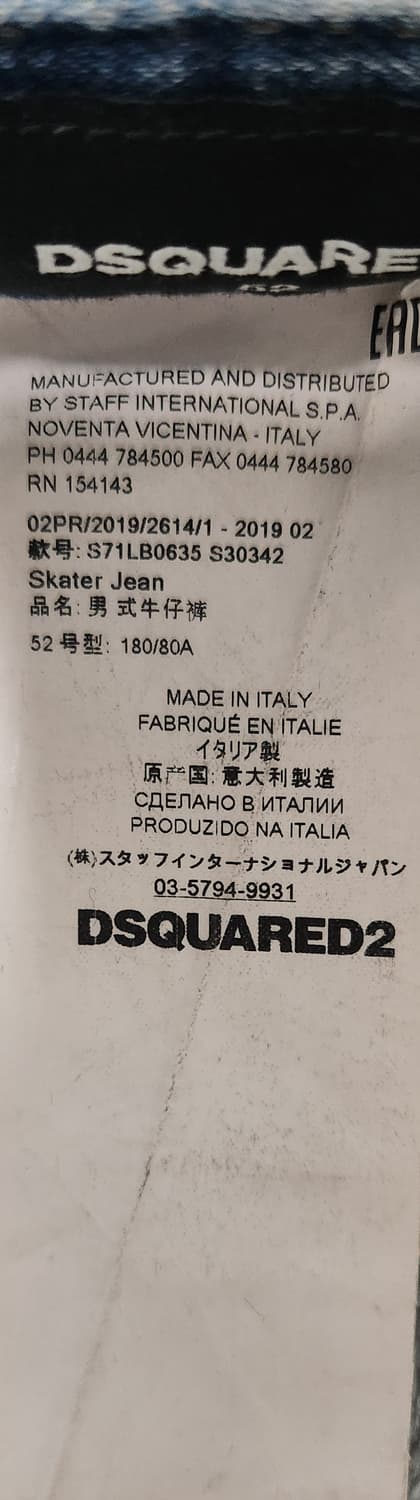 DSQUARE
52
EAC
MANUFACTURED AND DISTRIBUTED
BY STAFF INTERNATIONAL S.P.A.
NOVENTA VICENTINA - ITALY
PH 0444 784500 FAX 0444 784580
RN 154143
02PR/2019/2614/1 - 2019 02
款号: S71LB0635 S30342
Skater Jean
品名: 男 式牛仔裤
52 号型: 180/80A
MADE IN ITALY
FABRIQUÉ EN ITALIE
イタリア製
原产国: 意大利製造
СДЕЛАНО В ИТАЛИИ
PRODUZIDO NA ITALIA
(株)スタッフインターナショナルジャパン
03-5794-9931
DSQUARED2